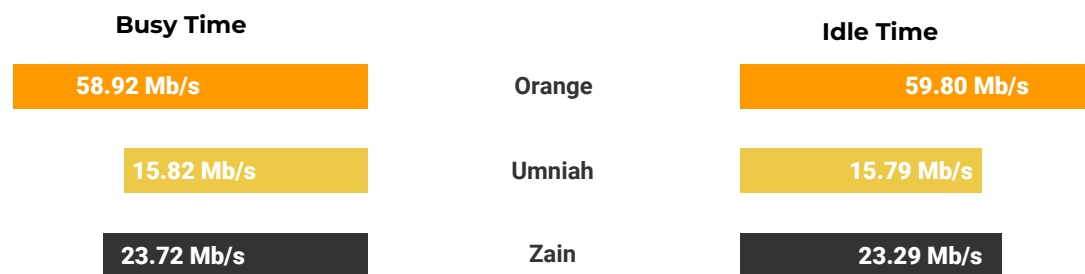 Busy Time
Idle Time
58.92 Mb/s
Orange
59.80 Mb/s
15.82 Mb/s
Umniah
15.79 Mb/s
23.72 Mb/s
Zain
23.29 Mb/s